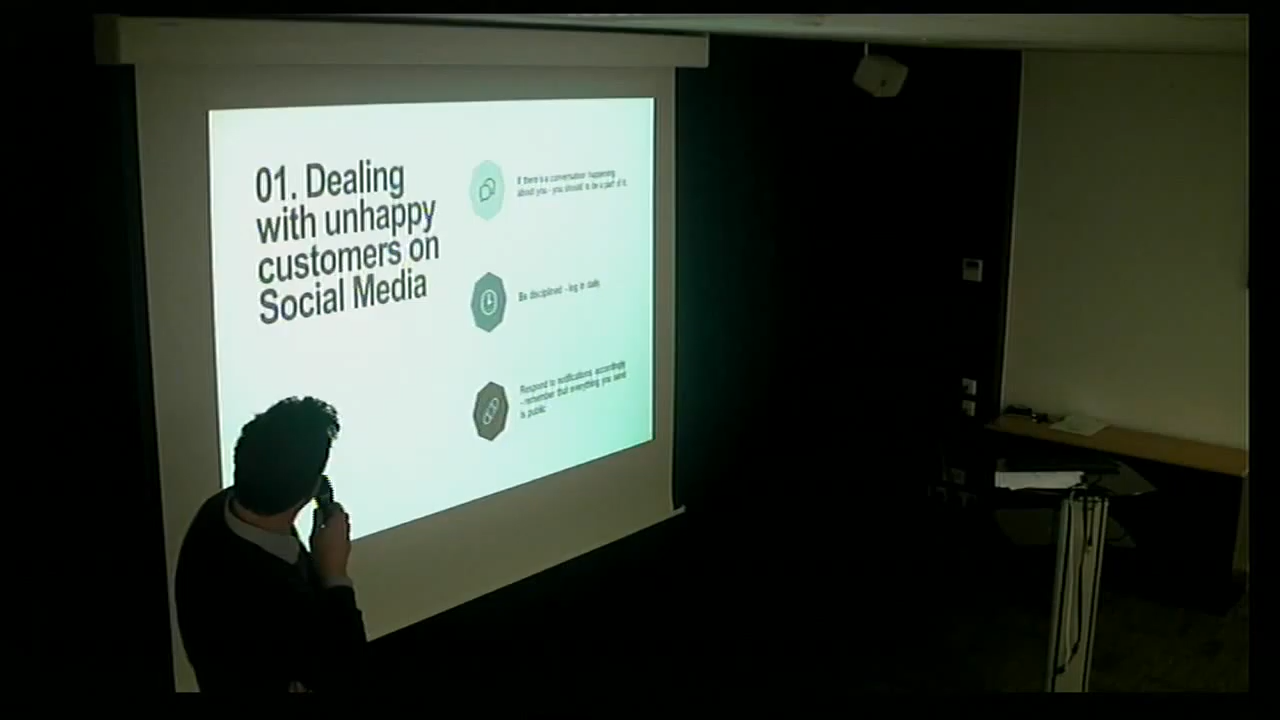 01. Dealing
with unhappy
customers on
Social Media
If there is a conversation happening
about you - you should to be a part of it.
Be disciplined - log in daily
Respond to notifications accordingly
- remember that everything you send
is public